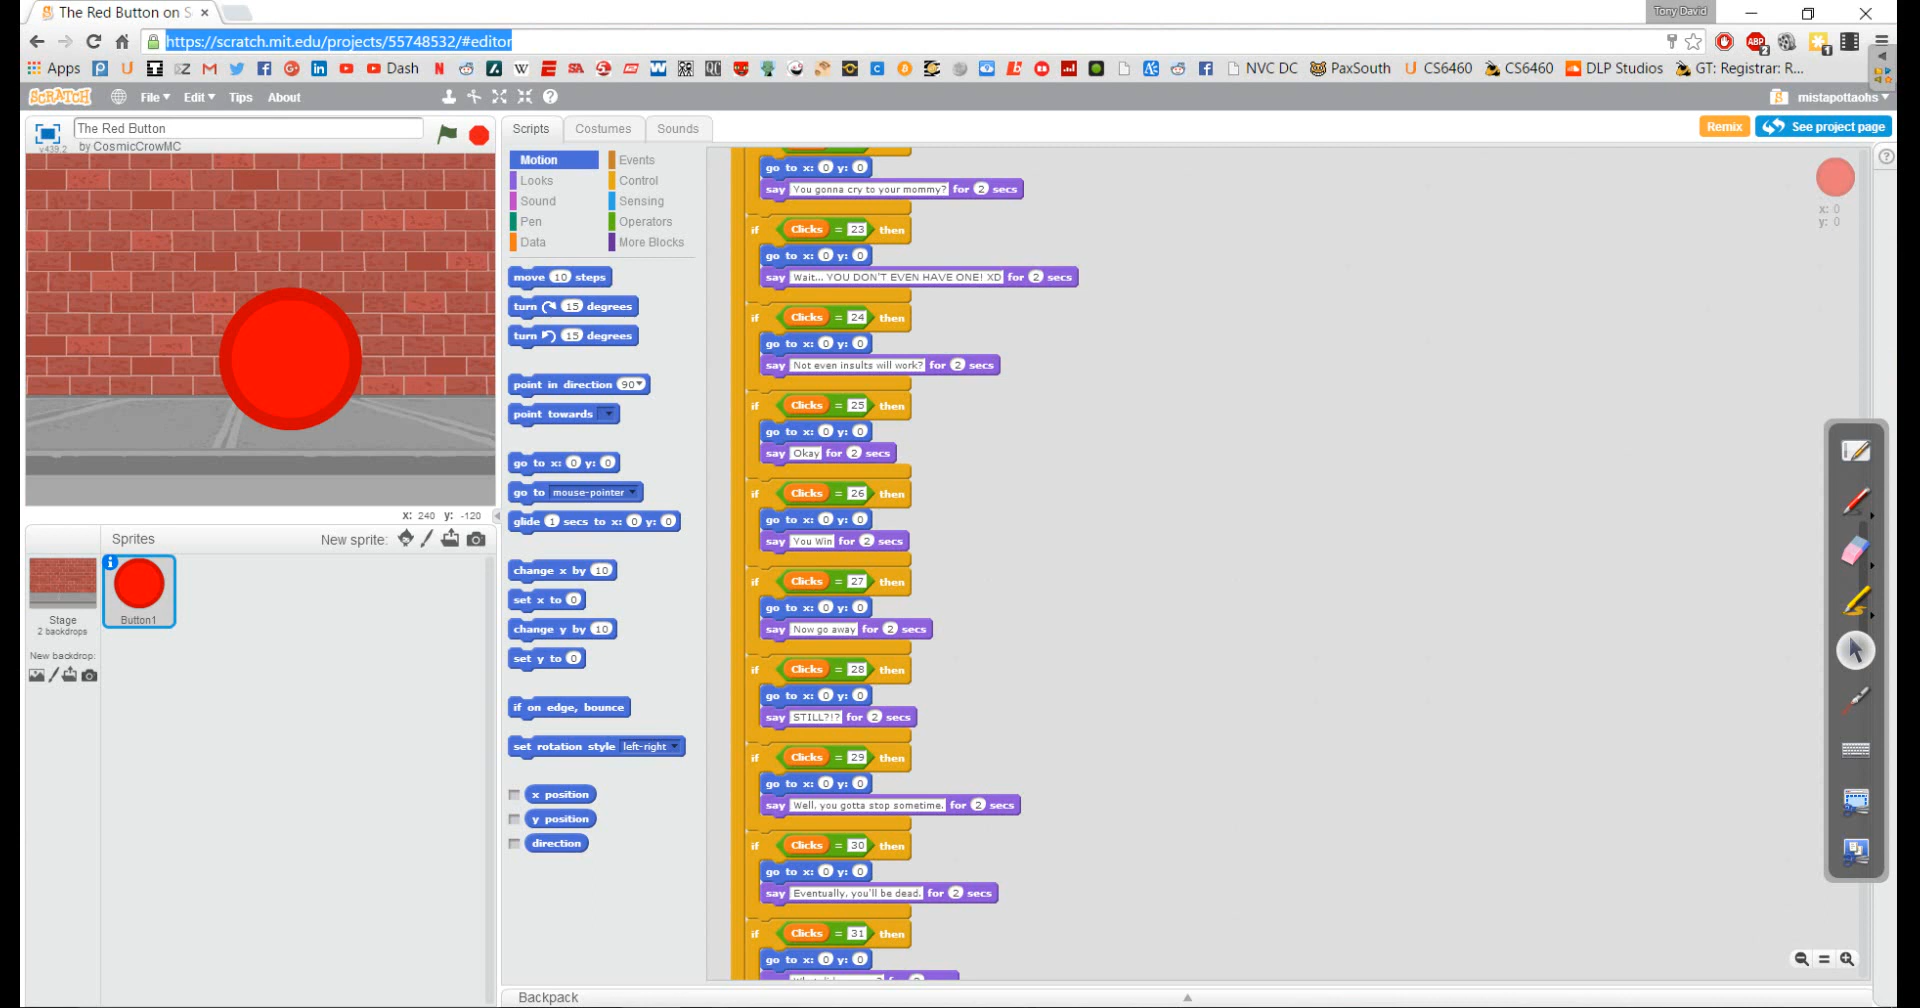 The Red Button on S
Tony David
https://scratch.mit.edu/projects/55748532/#editor
Apps
Dash
NVC DC
PaxSouth
CS6460
CS6460
DLP Studios
GT: Registrar: R...
SCRATCH
File
Edit
Tips
About
mistapottaohs
The Red Button
by CosmicCrowMC
v439.2
Scripts
Costumes
Sounds
Remix
See project page
Motion
Events
Looks
Control
Sound
Sensing
Pen
Operators
Data
More Blocks
move 10 steps
turn 15 degrees
turn 15 degrees
point in direction 90
point towards
go to x: 0 y: 0
go to mouse-pointer
glide 1 secs to x: 0 y: 0
change x by 10
set x to 0
change y by 10
set y to 0
if on edge, bounce
set rotation style left-right
x position
y position
direction
go to x: 0 y: 0
say You gonna cry to your mommy? for 2 secs
if Clicks = 23 then
go to x: 0 y: 0
say Wait... YOU DON'T EVEN HAVE ONE! XD for 2 secs
if Clicks = 24 then
go to x: 0 y: 0
say Not even insults will work? for 2 secs
if Clicks = 25 then
go to x: 0 y: 0
say Okay for 2 secs
if Clicks = 26 then
go to x: 0 y: 0
say You Win for 2 secs
if Clicks = 27 then
go to x: 0 y: 0
say Now go away for 2 secs
if Clicks = 28 then
go to x: 0 y: 0
say STILL?!? for 2 secs
if Clicks = 29 then
go to x: 0 y: 0
say Well, you gotta stop sometime. for 2 secs
if Clicks = 30 then
go to x: 0 y: 0
say Eventually, you'll be dead. for 2 secs
if Clicks = 31 then
go to x: 0 y: 0
x: 0
y: 0
x: 240 y: -120
Sprites
New sprite:
Stage
2 backdrops
New backdrop:
Button1
Backpack